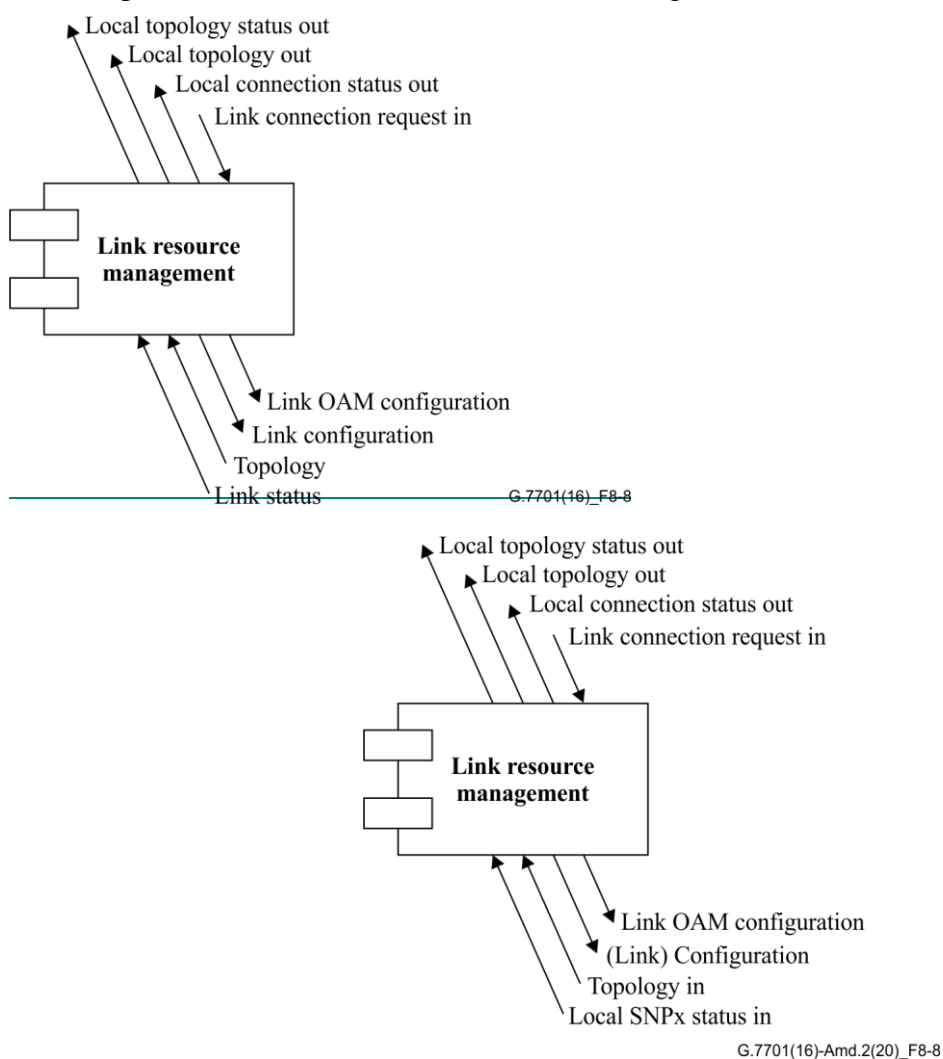 Local topology status out
Local topology out
Local connection status out
Link connection request in
Link resource
management
Link OAM configuration
Link configuration
Topology
Link status
G.7701(16)_F8-8
Local topology status out
Local topology out
Local connection status out
Link connection request in
Link resource
management
Link OAM configuration
(Link) Configuration
Topology in
Local SNPx status in
G.7701(16)-Amd.2(20)_F8-8